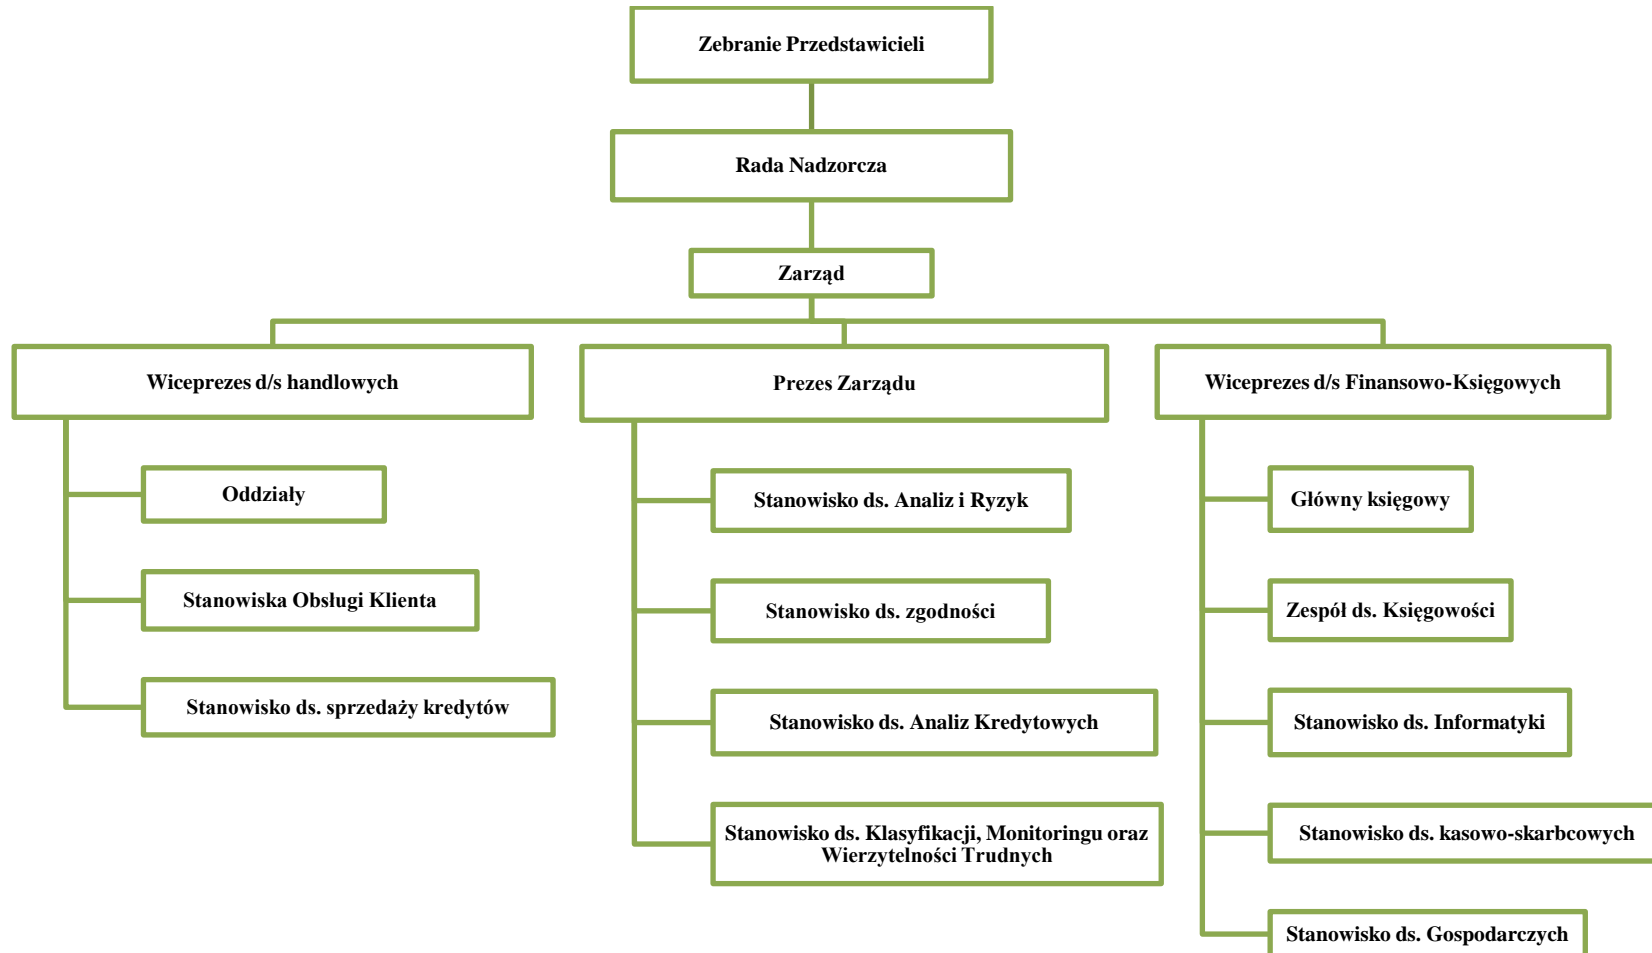 Zebranie Przedstawicieli
Rada Nadzorcza
Zarząd
Wiceprezes d/s handlowych
Oddziały
Stanowiska Obsługi Klienta
Stanowisko ds. sprzedaży kredytów
Prezes Zarządu
Stanowisko ds. Analiz i Ryzyk
Stanowisko ds. zgodności
Stanowisko ds. Analiz Kredytowych
Stanowisko ds. Klasyfikacji, Monitoringu oraz
Wierzytelności Trudnych
Wiceprezes d/s Finansowo-Księgowych
Główny księgowy
Zespół ds. Księgowości
Stanowisko ds. Informatyki
Stanowisko ds. kasowo-skarbcowych
Stanowisko ds. Gospodarczych